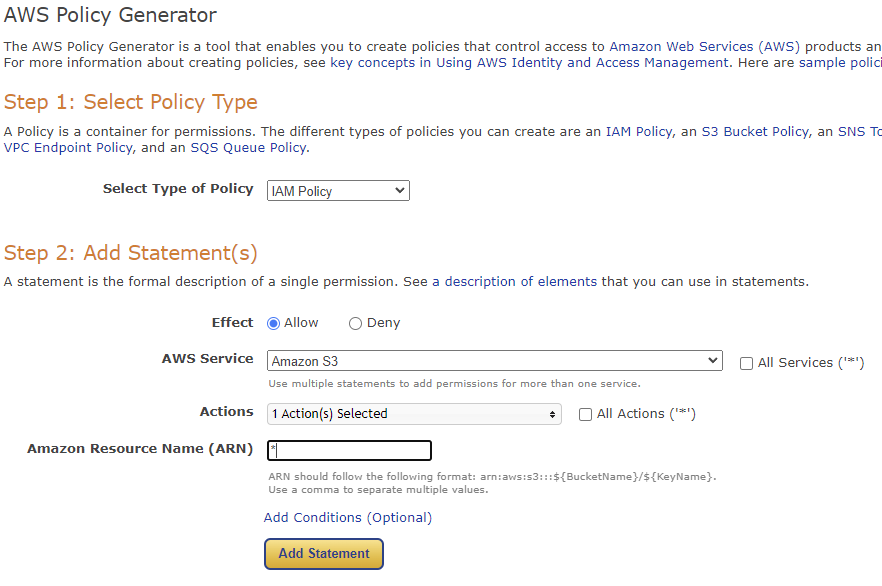 AWS Policy Generator
The AWS Policy Generator is a tool that enables you to create policies that control access to Amazon Web Services (AWS) products an
For more information about creating policies, see key concepts in Using AWS Identity and Access Management. Here are sample polici
Step 1: Select Policy Type
A Policy is a container for permissions. The different types of policies you can create are an IAM Policy, an S3 Bucket Policy, an SNS To
VPC Endpoint Policy, and an SQS Queue Policy.
Select Type of Policy IAM Policy
Step 2: Add Statement(s)
A statement is the formal description of a single permission. See a description of elements that you can use in statements.
Effect Allow Deny
AWS Service Amazon S3 All Services ('*')
Use multiple statements to add permissions for more than one service.
Actions 1 Action(s) Selected All Actions ('*')
Amazon Resource Name (ARN) *
ARN should follow the following format: arn:aws:s3:::${BucketName}/${KeyName}.
Use a comma to separate multiple values.
Add Conditions (Optional)
Add Statement